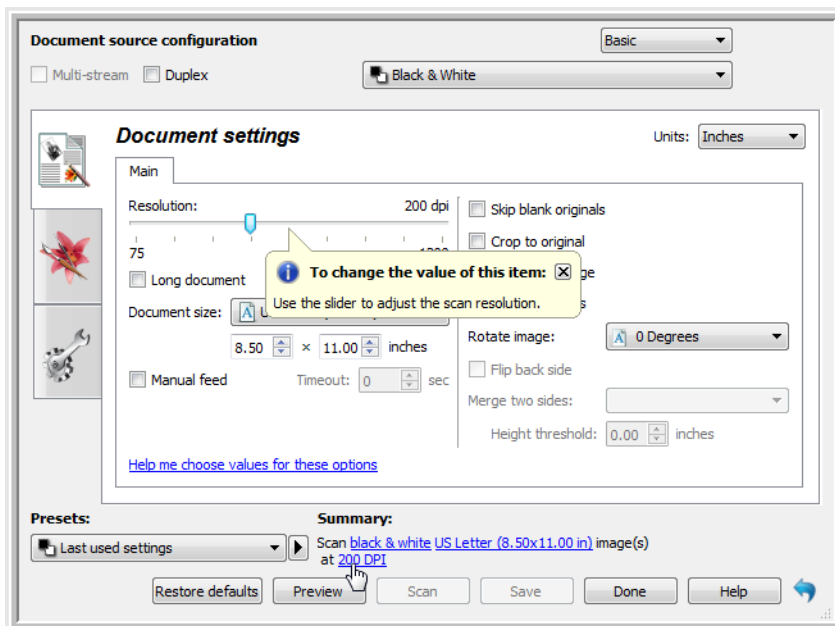 Document source configuration
Basic
Multi-stream
Duplex
Black & White
Document settings
Units:
Inches
Main
Resolution:
200 dpi
75
Skip blank originals
Crop to original
To change the value of this item:
Use the slider to adjust the scan resolution.
Long document
Document size:
8.50 × 11.00 inches
Rotate image:
0 Degrees
Manual feed
Timeout: 0 sec
Flip back side
Merge two sides:
Height threshold: 0.00 inches
Help me choose values for these options
Presets:
Summary:
Last used settings
Scan black & white US Letter (8.50x11.00 in) image(s)
at 200 DPI
Restore defaults
Preview
Scan
Save
Done
Help